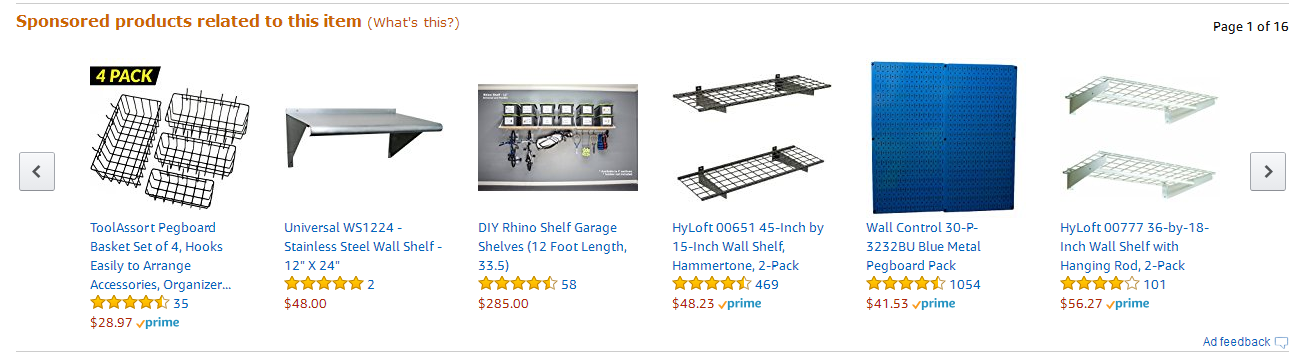 Sponsored products related to this item (What's this?)
Page 1 of 16
4 PACK
ToolAssort Pegboard
Basket Set of 4, Hooks
Easily to Arrange
Accessories, Organizer...
35
$28.97 prime
Universal WS1224 -
Stainless Steel Wall Shelf -
12" X 24"
2
$48.00
DIY Rhino Shelf Garage
Shelves (12 Foot Length,
33.5)
58
$285.00
HyLoft 00651 45-Inch by
15-Inch Wall Shelf,
Hammertone, 2-Pack
469
$48.23 prime
Wall Control 30-P-
3232BU Blue Metal
Pegboard Pack
1054
$41.53 prime
HyLoft 00777 36-by-18-
Inch Wall Shelf with
Hanging Rod, 2-Pack
101
$56.27 prime
Ad feedback